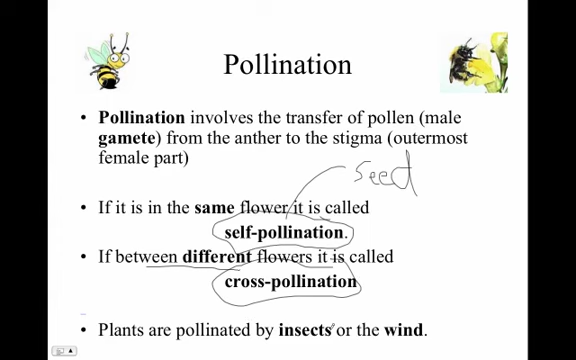 Pollination
• Pollination involves the transfer of pollen (male
gamete) from the anther to the stigma (outermost
female part)
seed
• If it is in the same flower it is called
self-pollination.
• If between different flowers it is called
cross-pollination
• Plants are pollinated by insects or the wind.